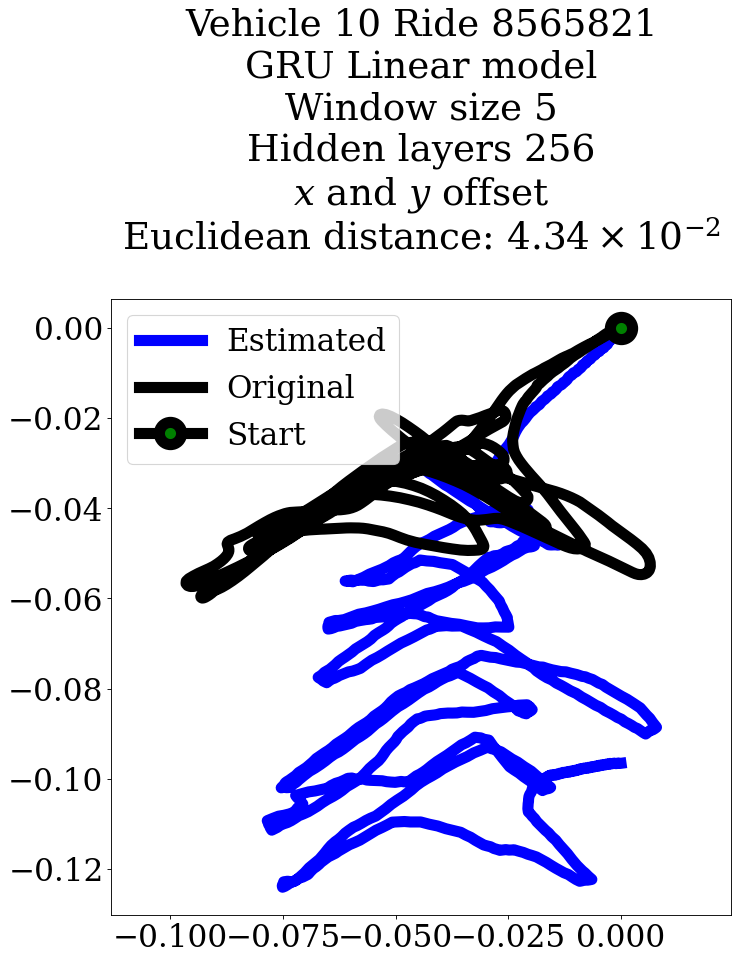 Vehicle 10 Ride 8565821
GRU Linear model
Window size 5
Hidden layers 256
x and y offset
Euclidean distance: 4.34 × 10⁻²
Estimated
Original
Start
0.00
−0.02
−0.04
−0.06
−0.08
−0.10
−0.12
−0.100 −0.075 −0.050 −0.025 0.000